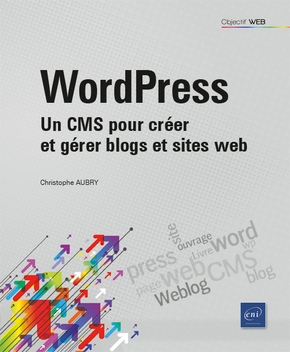 Objectif WEB
WordPress
Un CMS pour créer
et gérer blogs et sites web
Christophe AUBRY
site
ouvrage
Livre
word
wp
press
web
CMS
page
blog
Weblog
eni